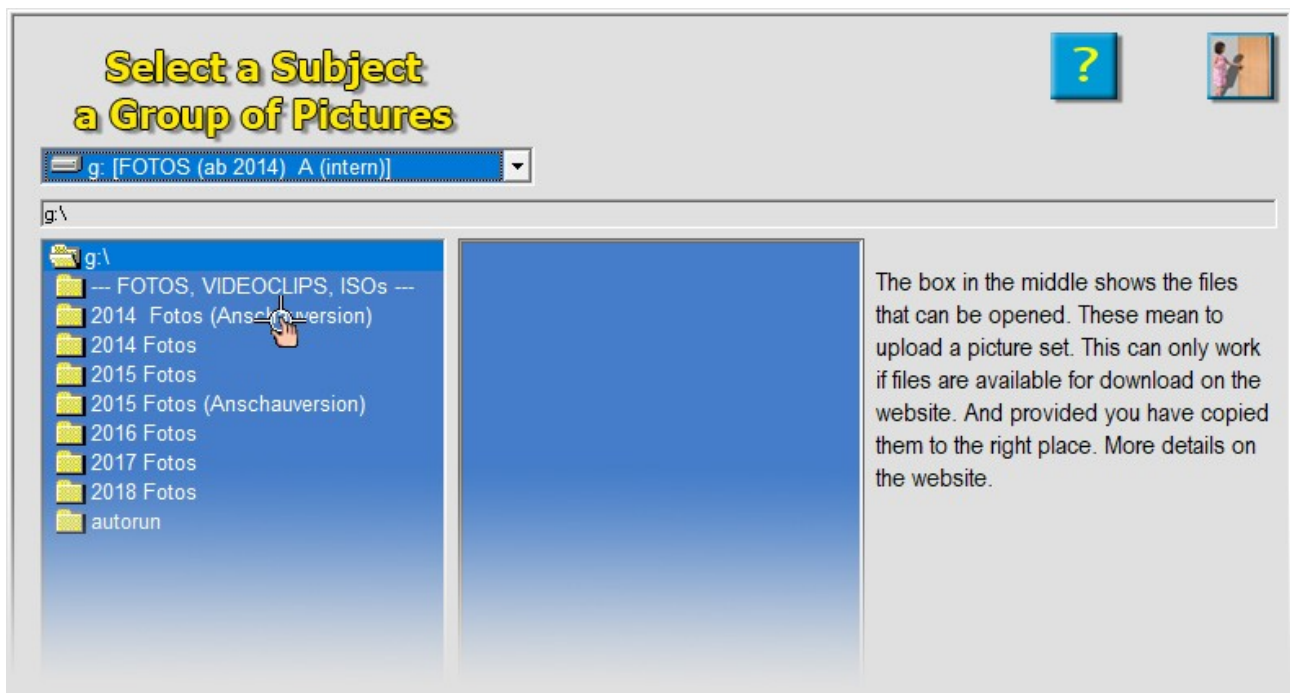 Select a Subject
a Group of Pictures
?
g: [FOTOS (ab 2014)  A (intern)]
g:\
g:\
--- FOTOS, VIDEOCLIPS, ISOs ---
2014  Fotos (Anschauversion)
2014 Fotos
2015 Fotos
2015 Fotos (Anschauversion)
2016 Fotos
2017 Fotos
2018 Fotos
autorun
The box in the middle shows the files
that can be opened. These mean to
upload a picture set. This can only work
if files are available for download on the
website. And provided you have copied
them to the right place. More details on
the website.